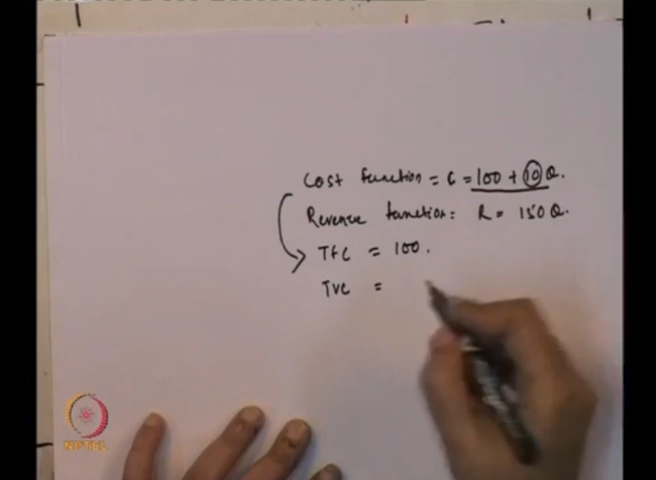 Cost function = C = 100 + 10 Q.
Revenue function: R = 150 Q.
TFC = 100.
TVC =
NPTEL